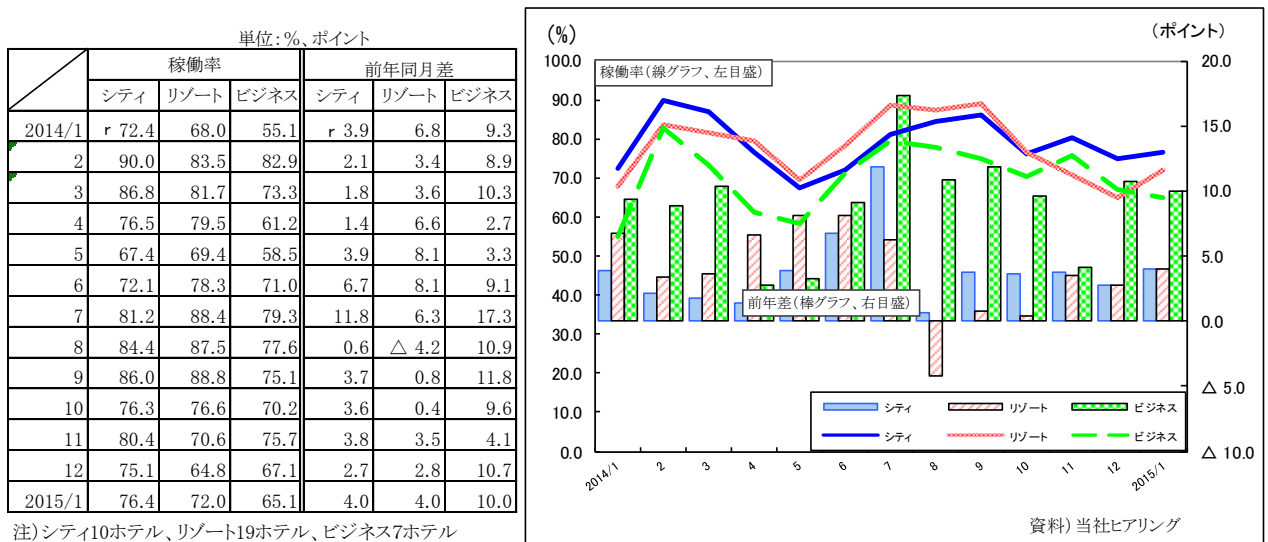 単位：％、ポイント
稼働率 前年同月差
シティ リゾート ビジネス シティ リゾート ビジネス
2014/1 r 72.4 68.0 55.1 r 3.9 6.8 9.3
2 90.0 83.5 82.9 2.1 3.4 8.9
3 86.8 81.7 73.3 1.8 3.6 10.3
4 76.5 79.5 61.2 1.4 6.6 2.7
5 67.4 69.4 58.5 3.9 8.1 3.3
6 72.1 78.3 71.0 6.7 8.1 9.1
7 81.2 88.4 79.3 11.8 6.3 17.3
8 84.4 87.5 77.6 0.6 △ 4.2 10.9
9 86.0 88.8 75.1 3.7 0.8 11.8
10 76.3 76.6 70.2 3.6 0.4 9.6
11 80.4 70.6 75.7 3.8 3.5 4.1
12 75.1 64.8 67.1 2.7 2.8 10.7
2015/1 76.4 72.0 65.1 4.0 4.0 10.0
注）シティ10ホテル、リゾート19ホテル、ビジネス7ホテル
（％）
（ポイント）
稼働率（線グラフ、左目盛）
前年差（棒グラフ、右目盛）
100.0
90.0
80.0
70.0
60.0
50.0
40.0
30.0
20.0
10.0
0.0
20.0
15.0
10.0
5.0
0.0
△ 5.0
△ 10.0
シティ リゾート ビジネス
シティ リゾート ビジネス
2014/1 2 3 4 5 6 7 8 9 10 11 12 2015/1
資料）当社ヒアリング